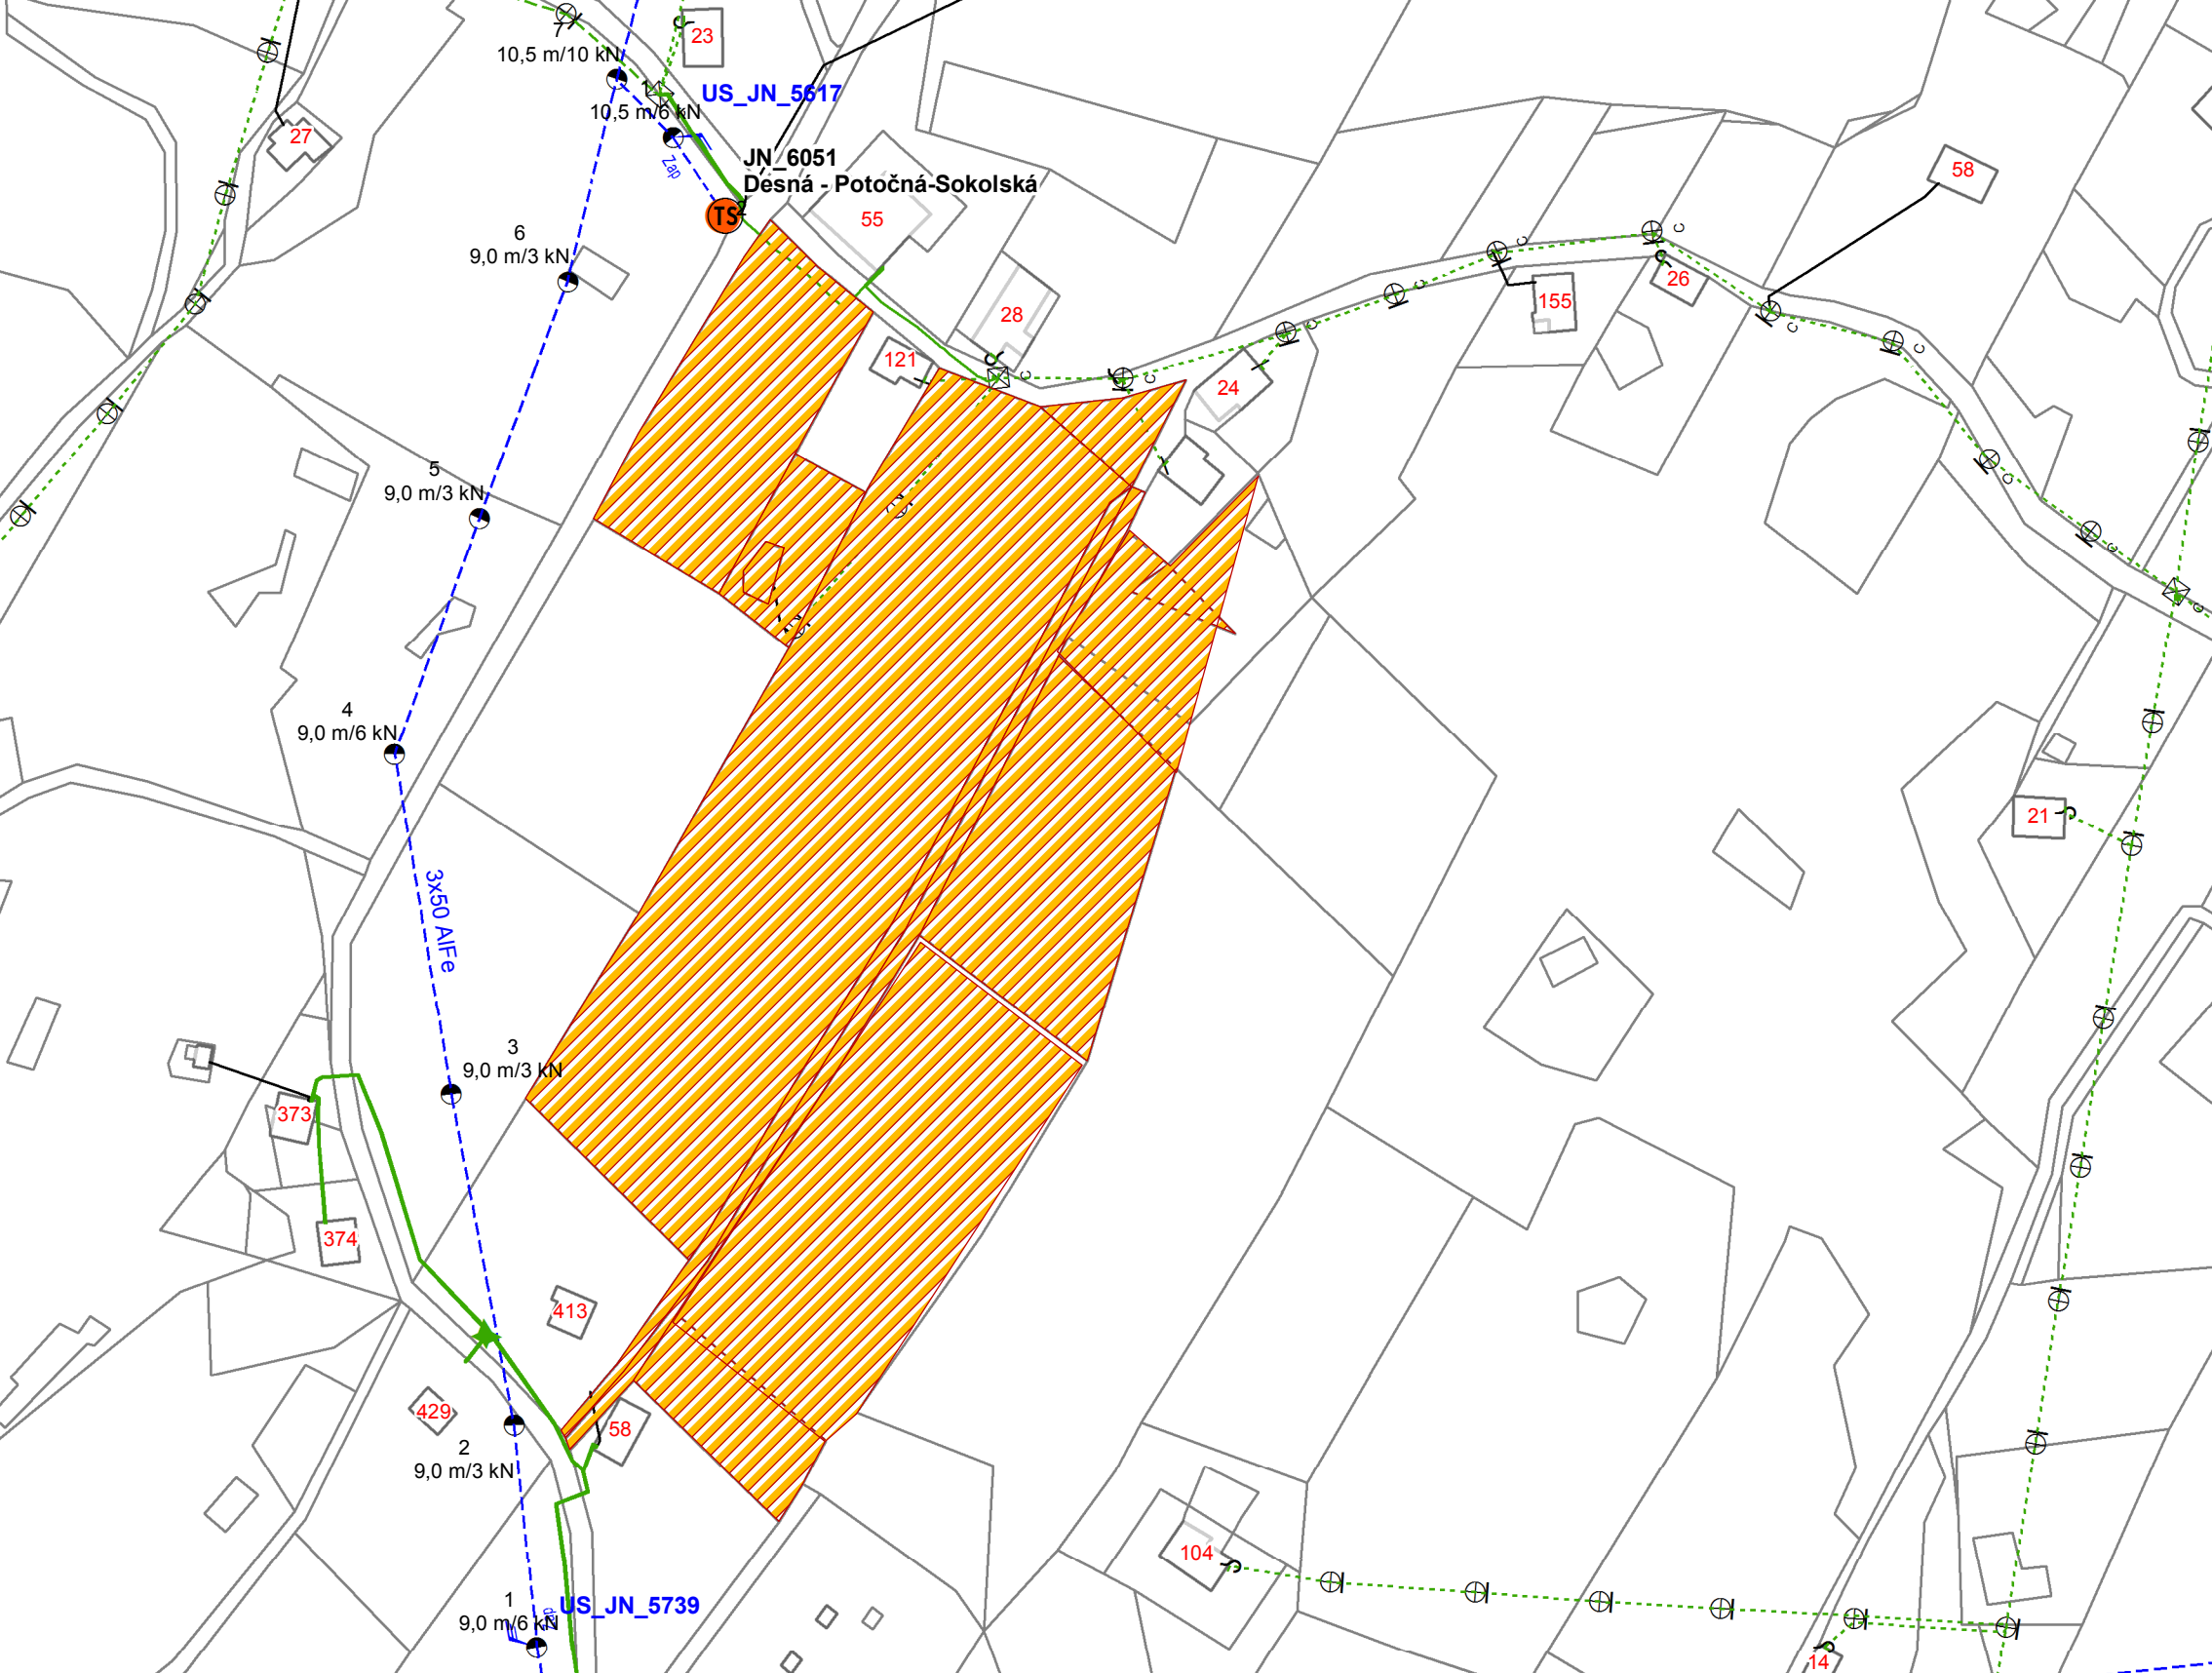 23
7
10,5 m/10 kN
US_JN_5617
10,5 m/6 kN
27
Zap
JN_6051
Desná - Potočná-Sokolská
TS
55
58
6
9,0 m/3 kN
26
155
28
121
24
C
C
C
C
C
C
C
C
C
C
C
5
9,0 m/3 kN
4
9,0 m/6 kN
21
3x50 AlFe
3
9,0 m/3 kN
373
374
413
429
58
2
9,0 m/3 kN
104
1
9,0 m/6 kN
US_JN_5739
14